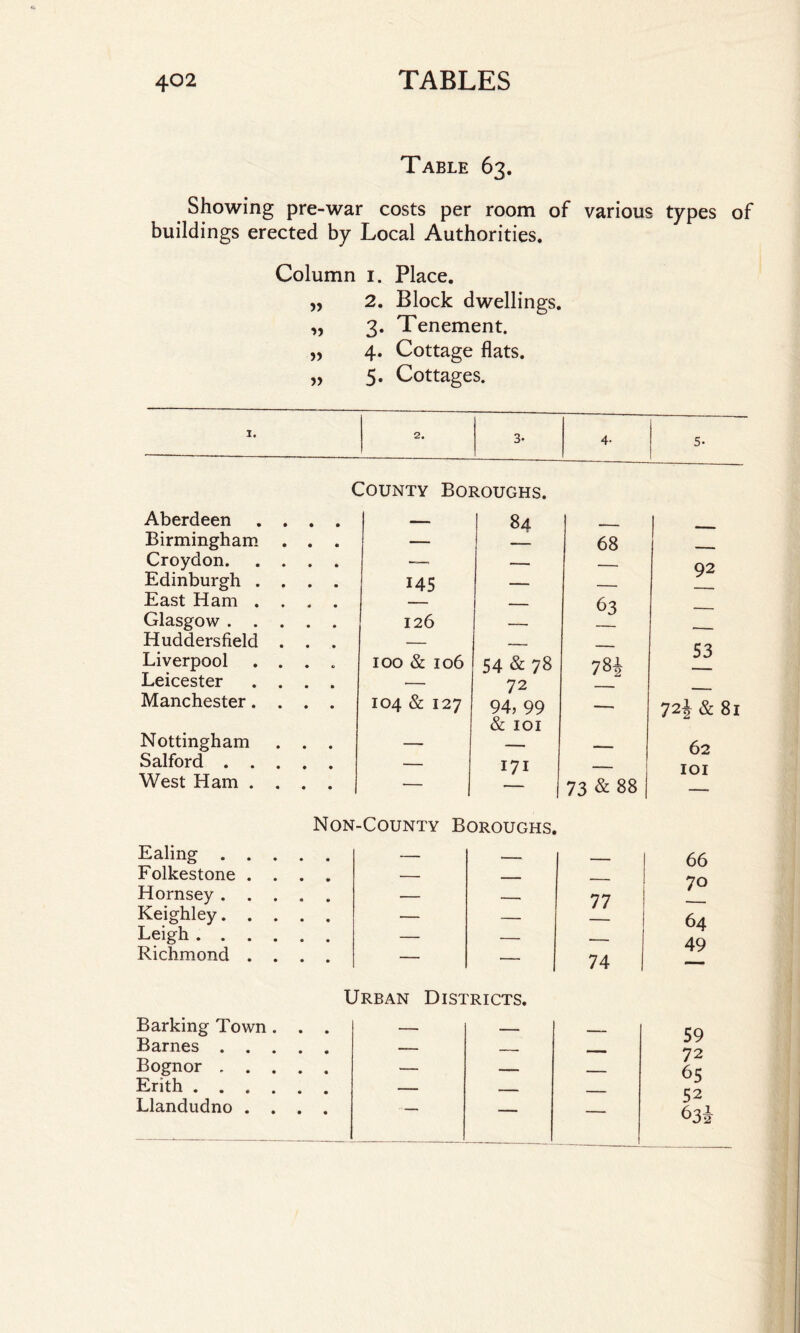 402 TABLES
Table 63.
Showing pre-war costs per room of various types of
buildings erected by Local Authorities.
Column 1. Place.
„ 2. Block dwellings.
„ 3. Tenement.
„ 4. Cottage flats.
„ 5. Cottages.
1. 2. 3. 4. 5.
County Boroughs.
Aberdeen . . . . — 84 — —
Birmingham . . . — — 68 —
Croydon. . . . . — — — 92
Edinburgh . . . . 145 — — —
East Ham . . . . — — 63 —
Glasgow . . . . . 126 — — —
Huddersfield . . . — — — 53
Liverpool . . . . 100 & 106 54 & 78 78½ —
Leicester . . . . — 72 — —
Manchester . . . . 104 & 127 94, 99 — 72½ & 81
& 101
Nottingham . . . — — — 62
Salford . . . . . — 171 — 101
West Ham . . . . — — 73 & 88 —
Non-County Boroughs.
Ealing . . . . . — — — 66
Folkestone . . . . — — — 70
Hornsey . . . . . — — 77 —
Keighley. . . . . — — — 64
Leigh . . . . . . — — — 49
Richmond . . . . — — 74 —
Urban Districts.
Barking Town . . . — — — 59
Barnes . . . . . — — — 72
Bognor . . . . . — — — 65
Erith . . . . . . — — — 52
Llandudno . . . . — — — 63½